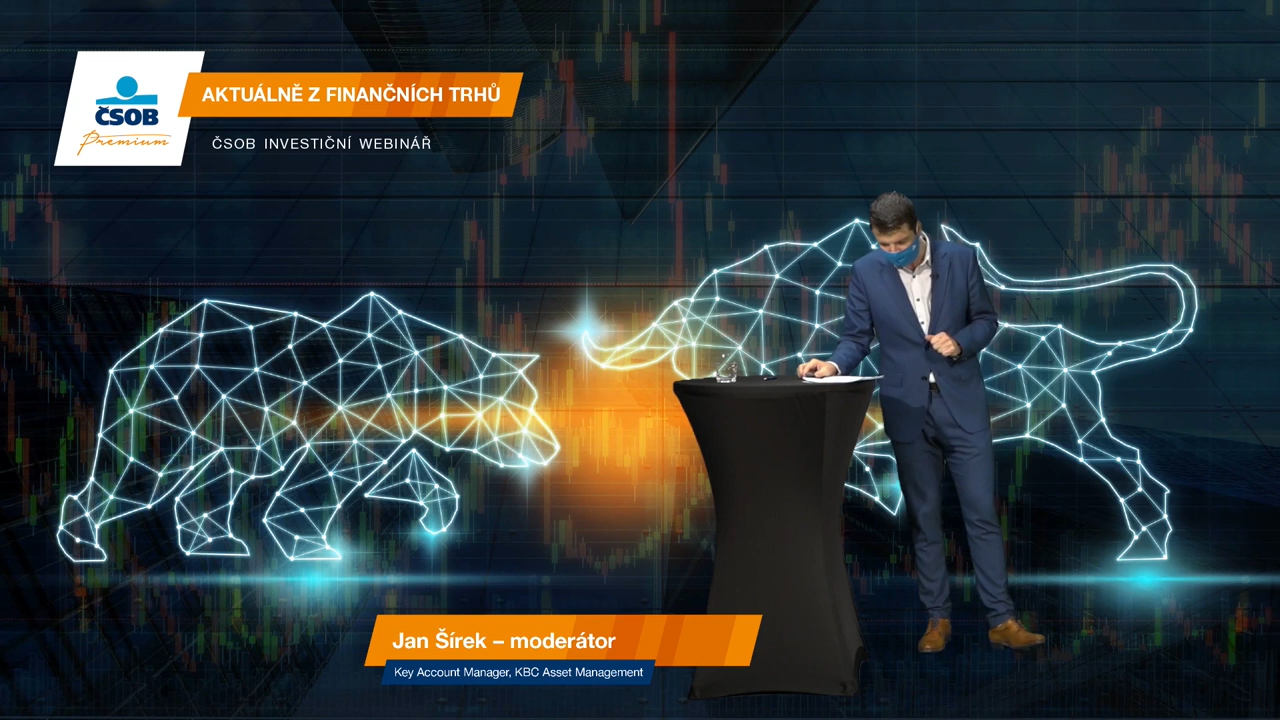 ČSOB
Premium
AKTUÁLNĚ Z FINANČNÍCH TRHŮ
ČSOB INVESTIČNÍ WEBINÁŘ
Jan Šírek – moderátor
Key Account Manager, KBC Asset Management